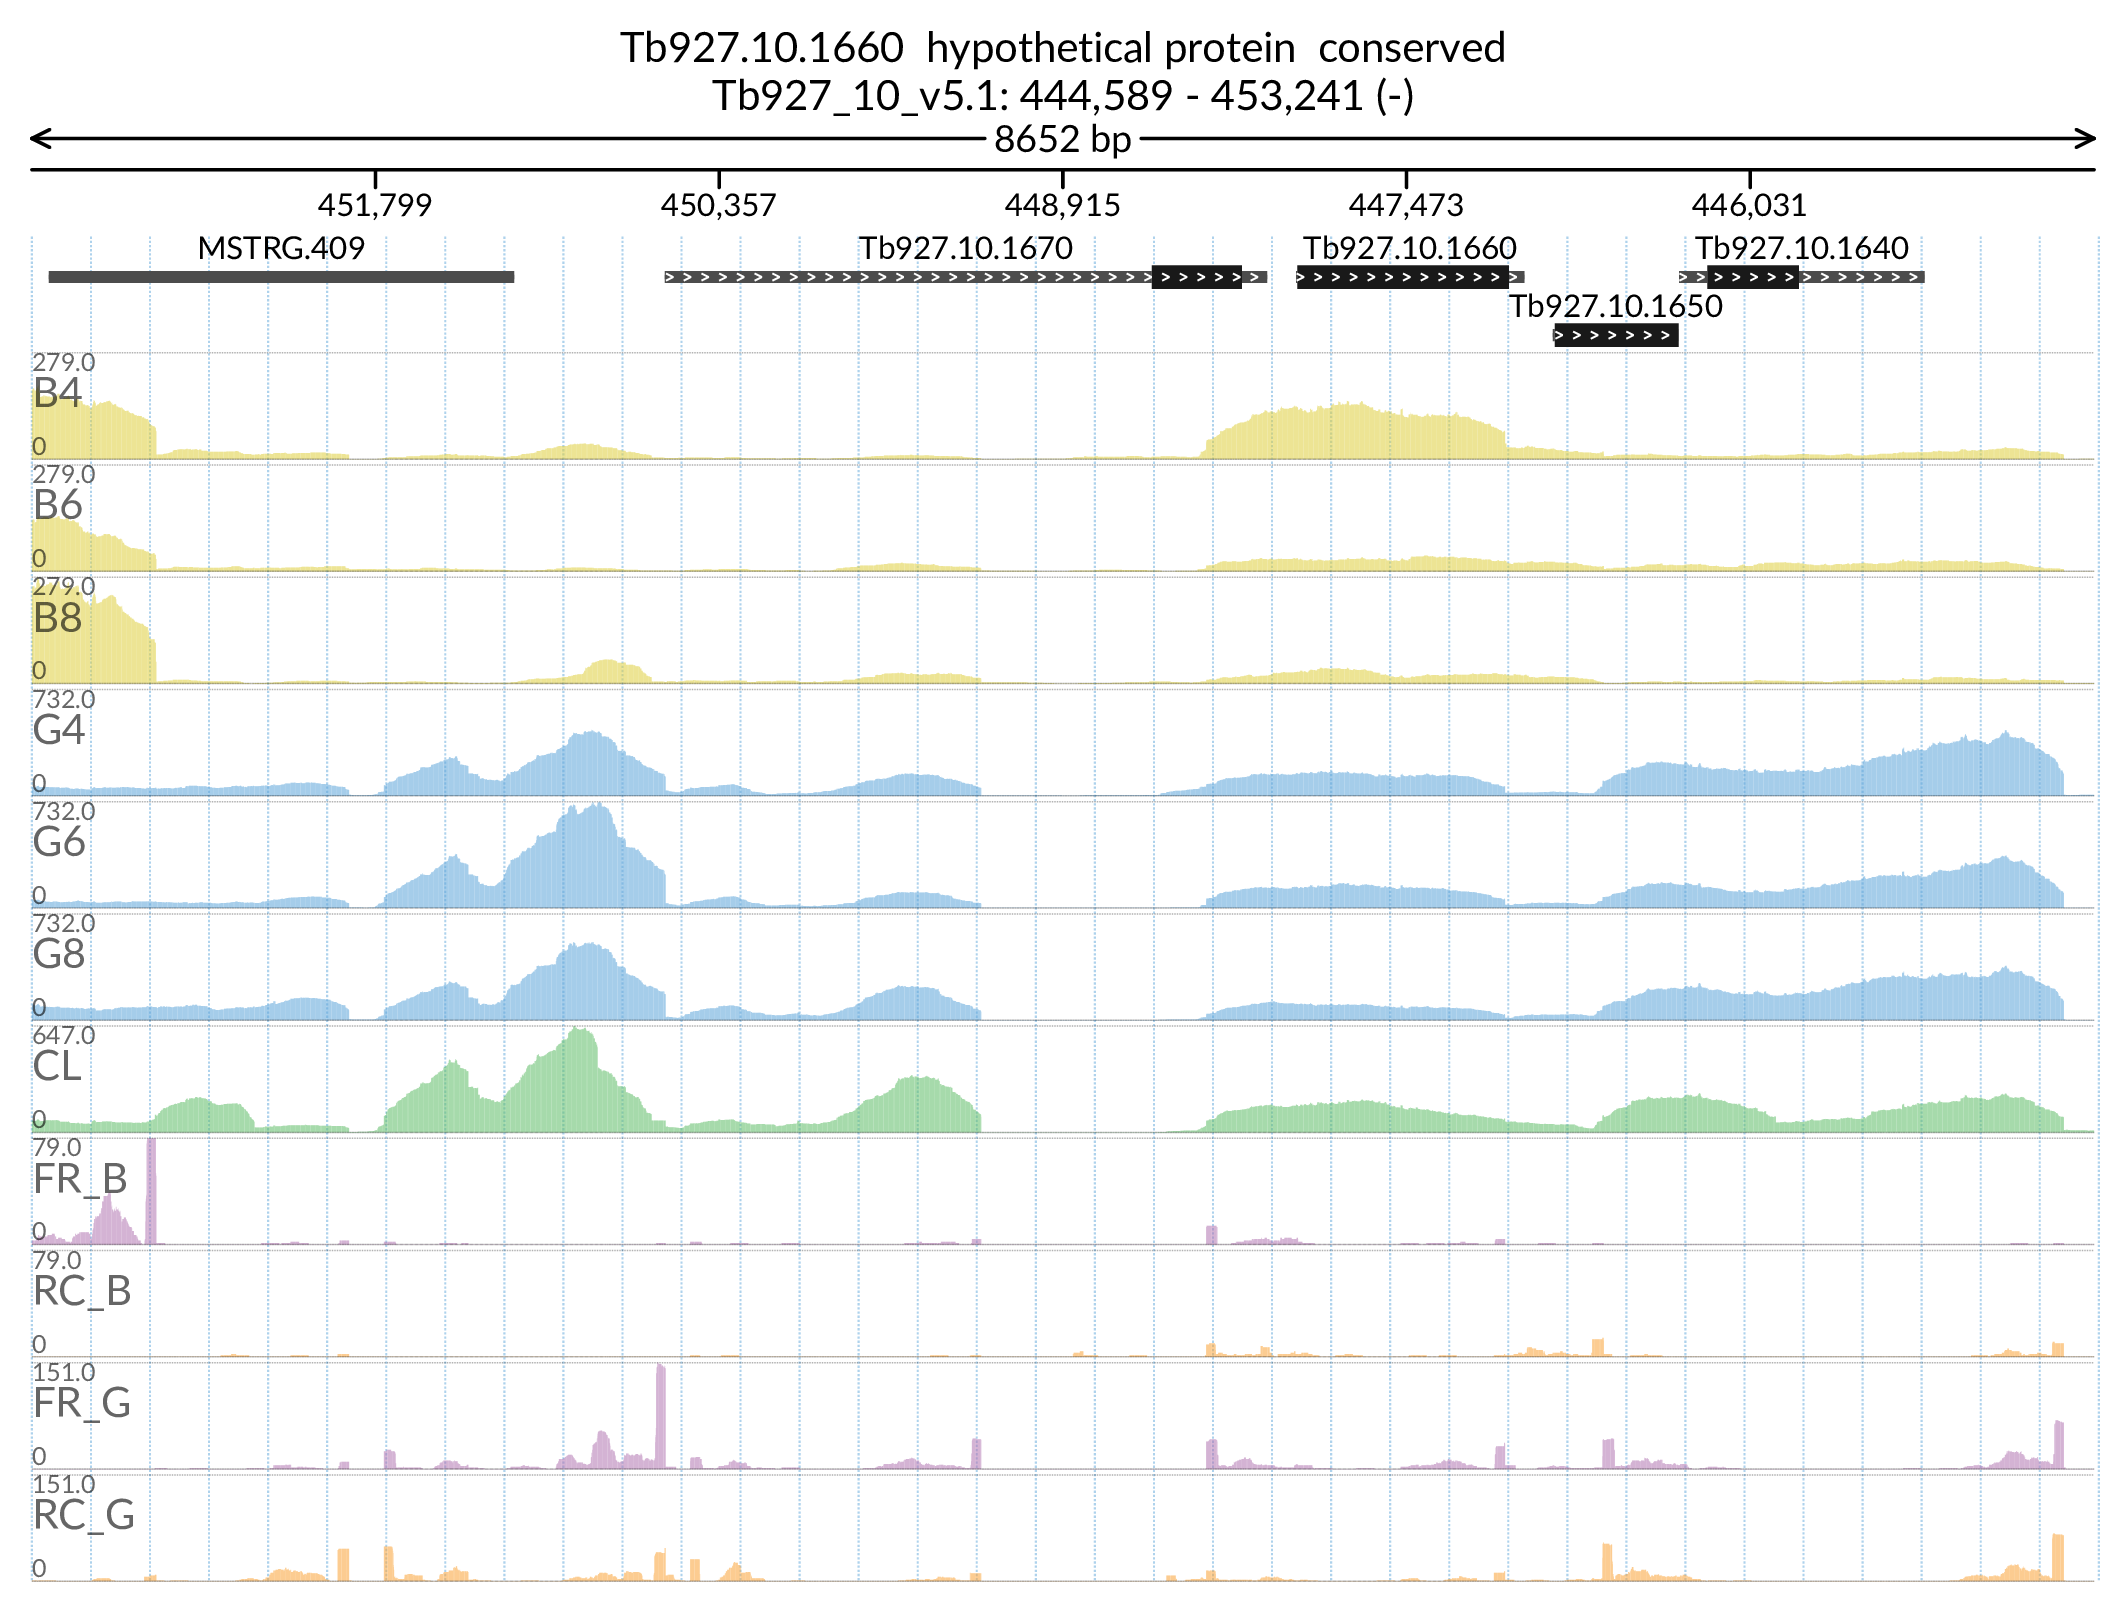 Tb927.10.1660  hypothetical protein  conserved
Tb927_10_v5.1: 444,589 - 453,241 (-)
8652 bp
451,799 450,357 448,915 447,473 446,031
MSTRG.409 Tb927.10.1670 Tb927.10.1660 Tb927.10.1640
Tb927.10.1650
279.0
B4
0
279.0
B6
0
279.0
B8
0
732.0
G4
0
732.0
G6
0
732.0
G8
0
647.0
CL
0
79.0
FR_B
0
79.0
RC_B
0
151.0
FR_G
0
151.0
RC_G
0